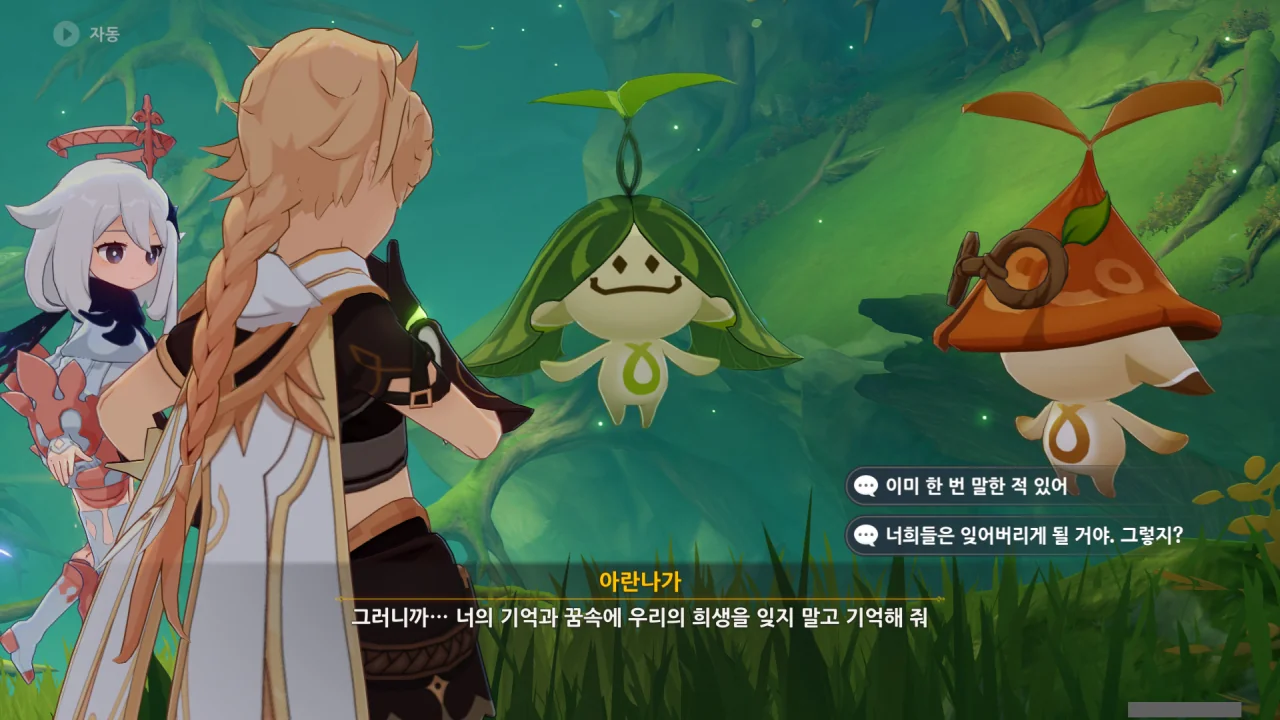 자동
이미 한 번 말한 적 있어
너희들은 잊어버리게 될 거야. 그렇지?
아란나가
그러니까… 너의 기억과 꿈속에 우리의 희생을 잊지 말고 기억해 줘